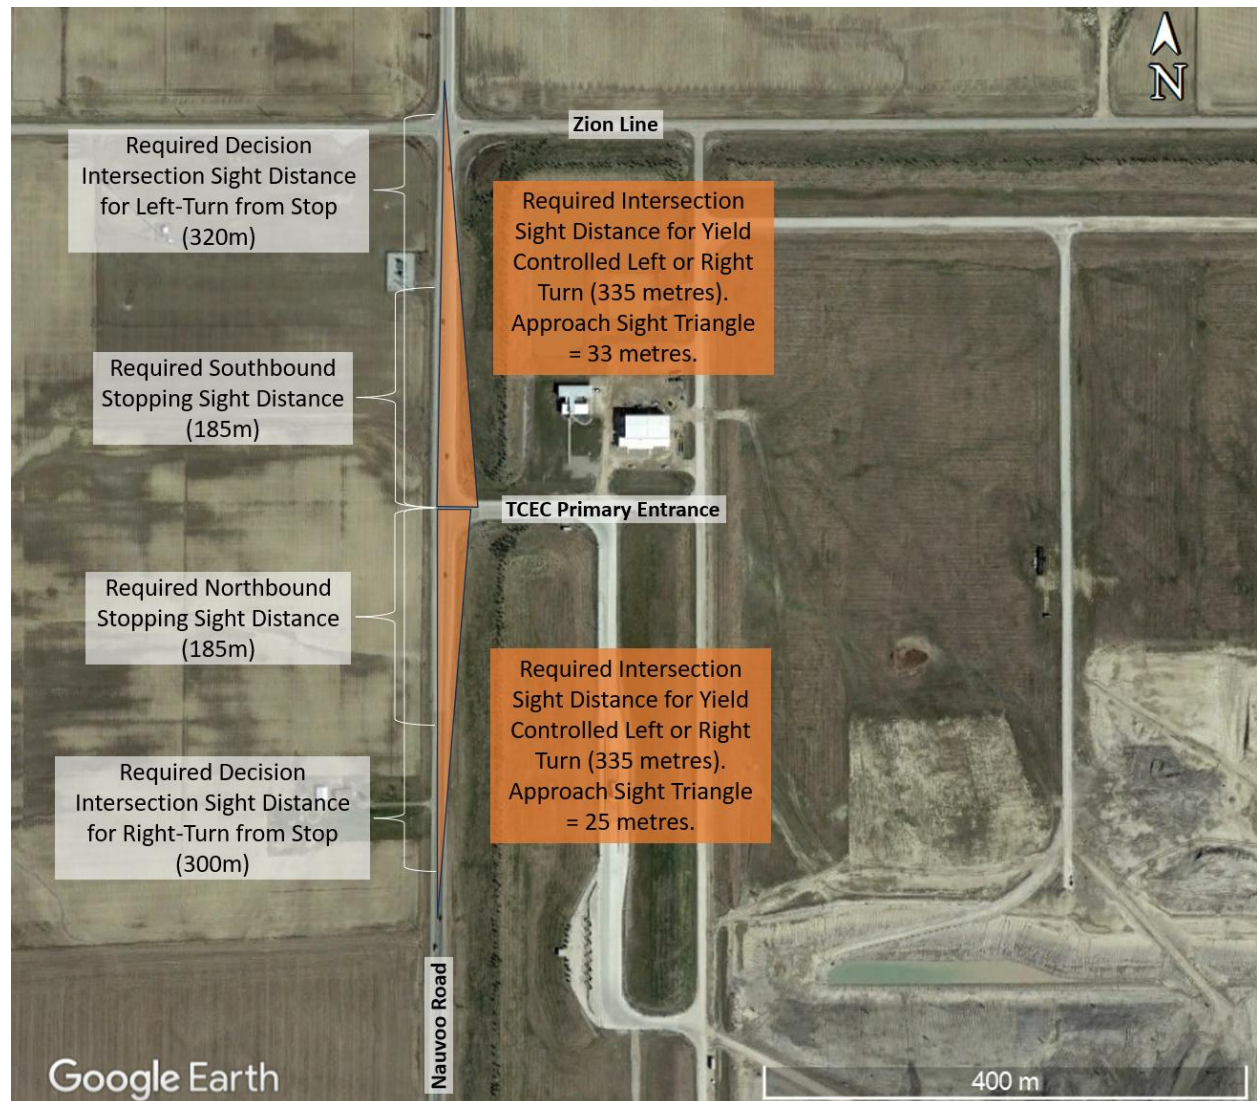 N
Zion Line
Required Decision
Intersection Sight Distance
for Left-Turn from Stop
(320m)
Required Intersection
Sight Distance for Yield
Controlled Left or Right
Turn (335 metres).
Approach Sight Triangle
= 33 metres.
Required Southbound
Stopping Sight Distance
(185m)
TCEC Primary Entrance
Required Northbound
Stopping Sight Distance
(185m)
Required Intersection
Sight Distance for Yield
Controlled Left or Right
Turn (335 metres).
Approach Sight Triangle
= 25 metres.
Required Decision
Intersection Sight Distance
for Right-Turn from Stop
(300m)
Nauvoo Road
Google Earth
400 m